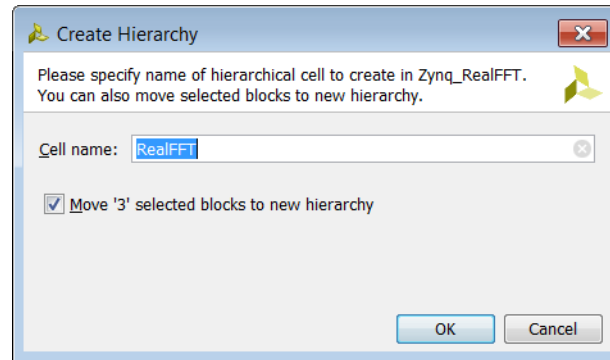 Create Hierarchy
Please specify name of hierarchical cell to create in Zynq_RealFFT.
You can also move selected blocks to new hierarchy.
Cell name: RealFFT
Move '3' selected blocks to new hierarchy
OK Cancel